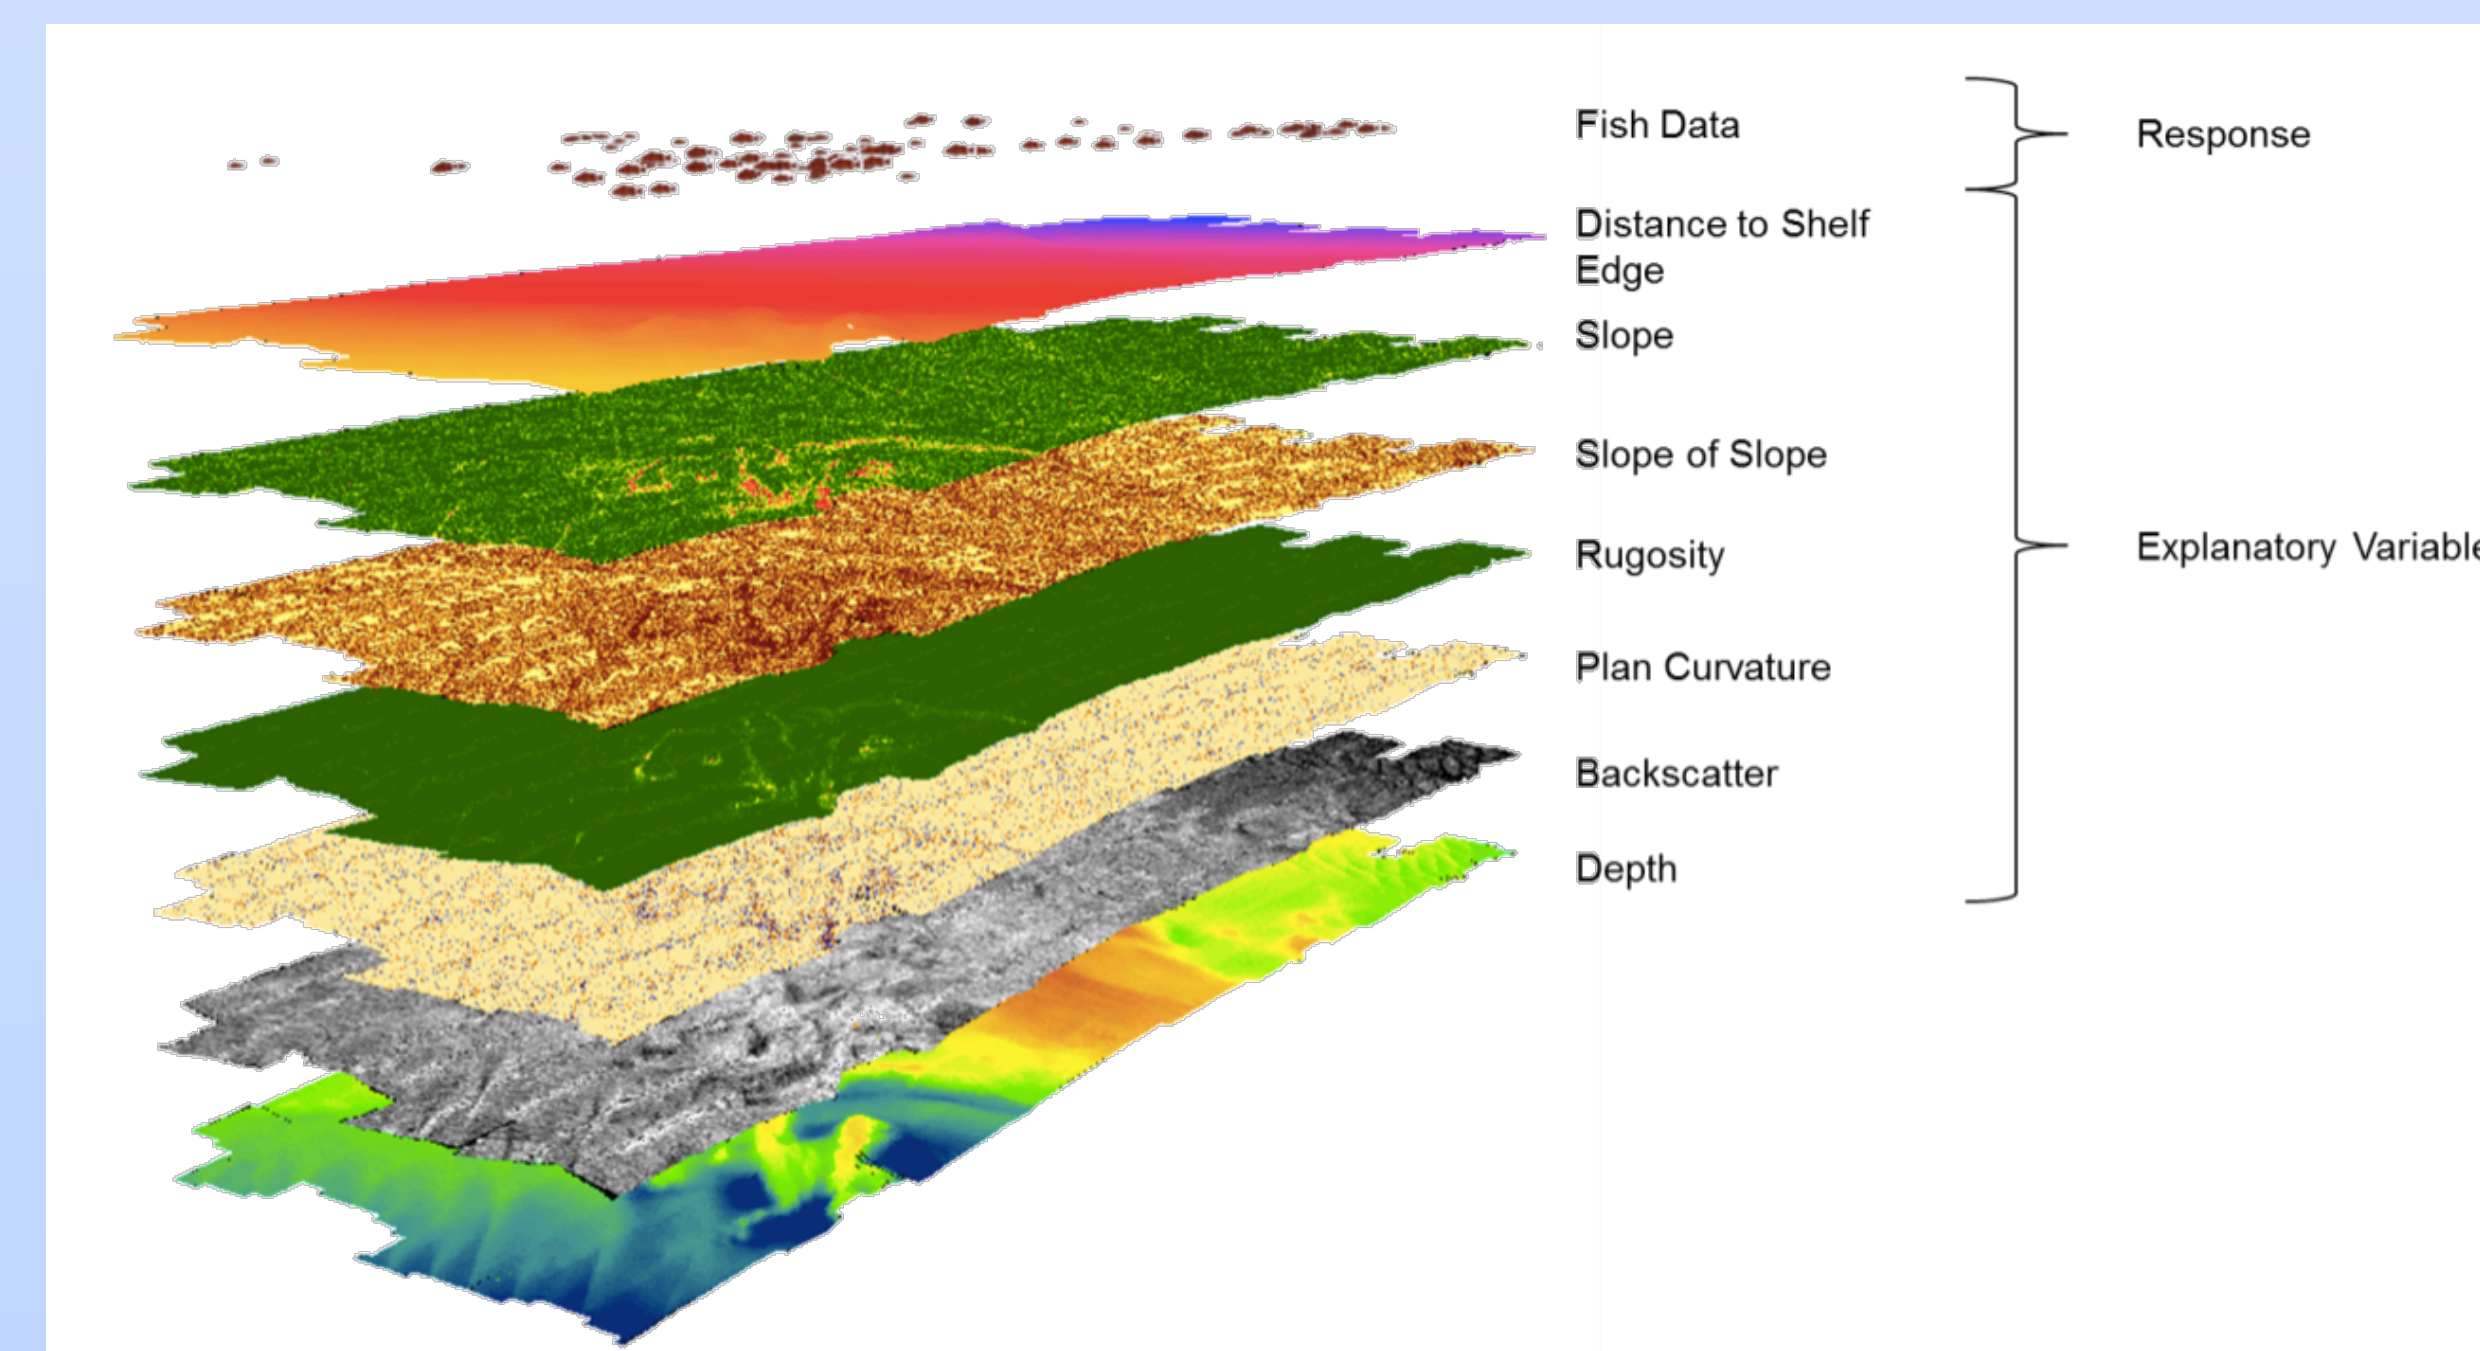 Fish Data
Response
Distance to Shelf
Edge
Slope
Slope of Slope
Rugosity
Explanatory
Plan Curvature
Backscatter
Depth